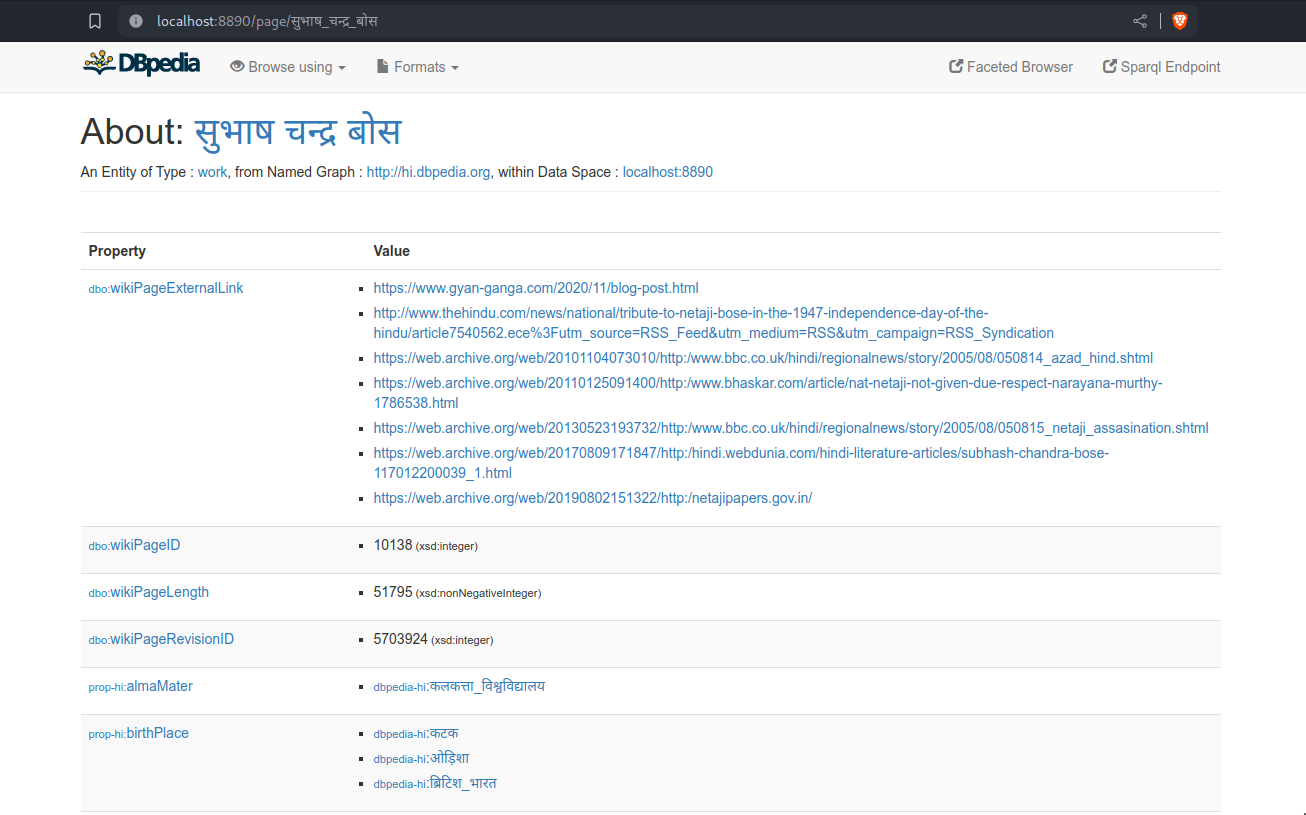 localhost:8890/page/सुभाष_चन्द्र_बोस
DBpedia Browse using Formats Faceted Browser Sparql Endpoint
About: सुभाष चन्द्र बोस
An Entity of Type : work, from Named Graph : http://hi.dbpedia.org, within Data Space : localhost:8890
Property Value
dbo:wikiPageExternalLink https://www.gyan-ganga.com/2020/11/blog-post.html
http://www.thehindu.com/news/national/tribute-to-netaji-bose-in-the-1947-independence-day-of-the-
hindu/article7540562.ece%3Futm_source=RSS_Feed&utm_medium=RSS&utm_campaign=RSS_Syndication
https://web.archive.org/web/20101104073010/http:/www.bbc.co.uk/hindi/regionalnews/story/2005/08/050814_azad_hind.shtml
https://web.archive.org/web/20110125091400/http:/www.bhaskar.com/article/nat-netaji-not-given-due-respect-narayana-murthy-
1786538.html
https://web.archive.org/web/20130523193732/http:/www.bbc.co.uk/hindi/regionalnews/story/2005/08/050815_netaji_assasination.shtml
https://web.archive.org/web/20170809171847/http:/hindi.webdunia.com/hindi-literature-articles/subhash-chandra-bose-
117012200039_1.html
https://web.archive.org/web/20190802151322/http:/netajipapers.gov.in/
dbo:wikiPageID 10138 (xsd:integer)
dbo:wikiPageLength 51795 (xsd:nonNegativeInteger)
dbo:wikiPageRevisionID 5703924 (xsd:integer)
prop-hi:almaMater dbpedia-hi:कलकत्ता_विश्वविद्यालय
prop-hi:birthPlace dbpedia-hi:कटक
dbpedia-hi:ओड़िशा
dbpedia-hi:ब्रिटिश_भारत